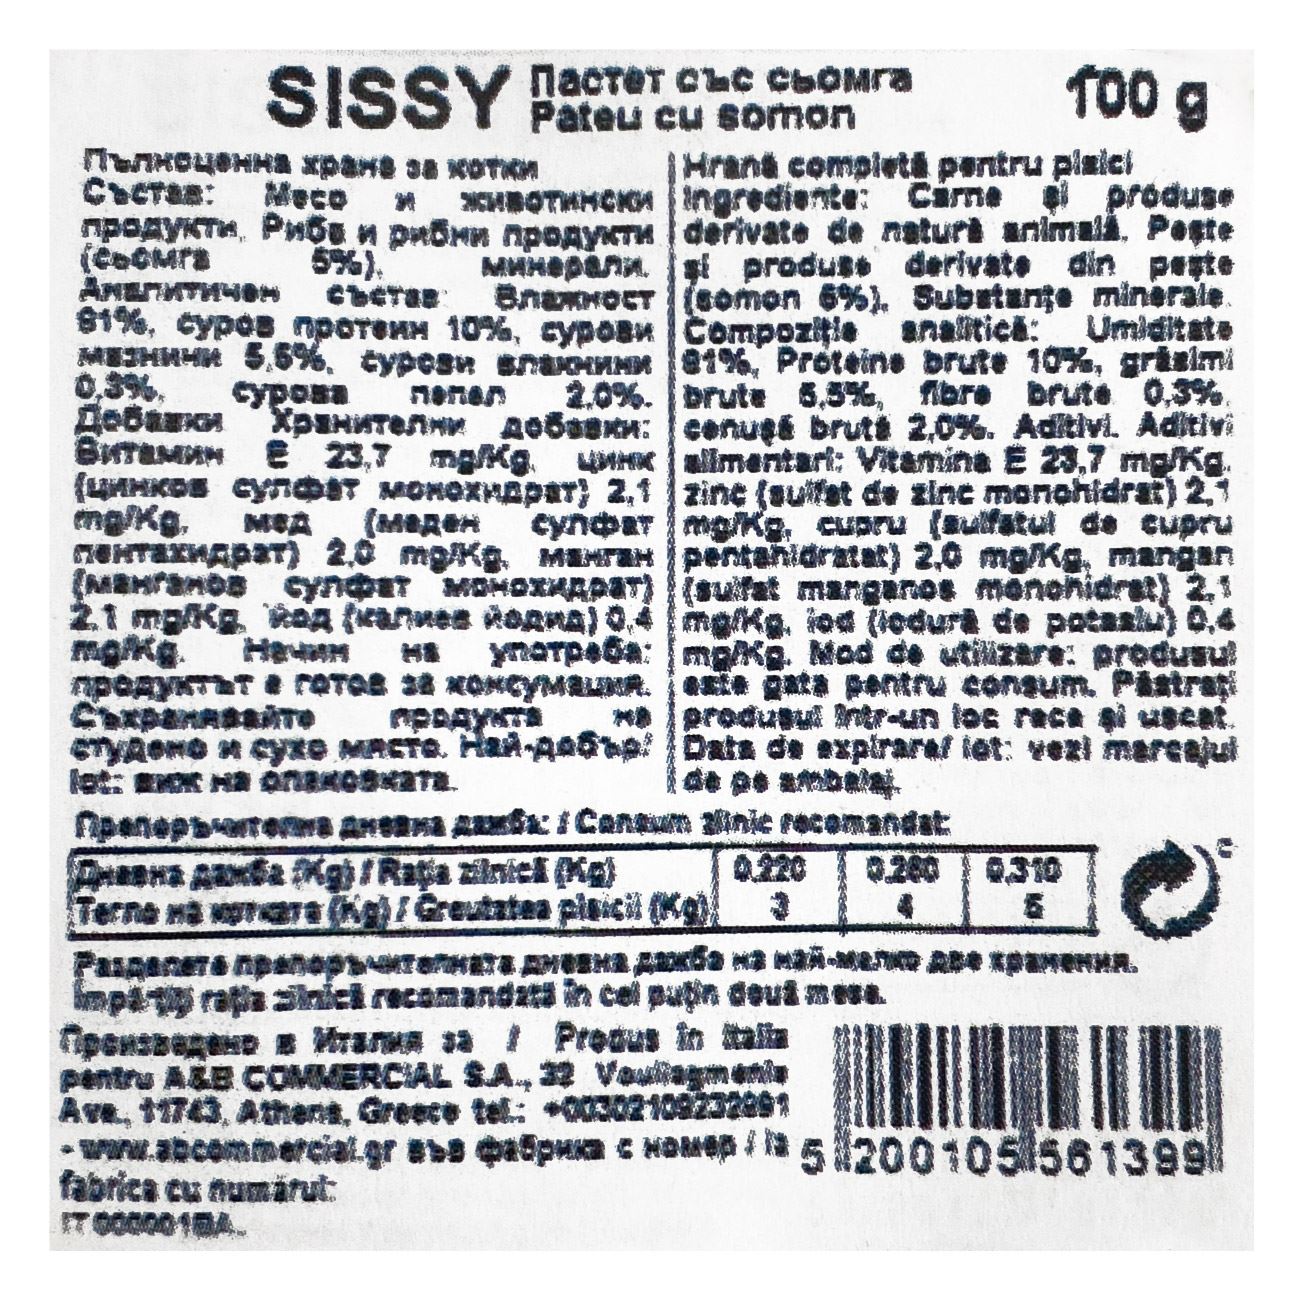 SISSY
Пастет със сьомга
Pateu cu somon
100 g
Пълноценна храна за котки
Състав: Месо и животински
продукти, Риба и рибни продукти
(сьомга 5%), минерали.
Аналитичен състав: Влажност
81%, суров протеин 10%, сурови
мазнини 5,5%, сурови влакнини
0,3%, сурова пепел 2,0%.
Добавки Хранителни добавки:
Витамин Е 23,7 mg/Kg, цинк
(цинков сулфат монохидрат) 2,1
mg/Kg, мед (меден сулфат
пентахидрат) 2,0 mg/Kg, манган
(манганов сулфат монохидрат)
2,1 mg/Kg, йод (калиев йодид) 0,4
mg/Kg. Начин на употреба:
продуктът е готов за консумация.
Съхранявайте продукта на
студено и сухо място. Най-добър/
lot: виж на опаковката.
Hrană completă pentru pisici
Ingrediente: Carne și produse
derivate de natură animală, Pește
și produse derivate din pește
(somon 5%), Substanțe minerale.
Compoziție analitică: Umiditate
81%, Proteine brute 10%, grăsimi
brute 5,5%, fibre brute 0,3%,
cenușă brută 2,0%. Aditivi. Aditivi
alimentari: Vitamina E 23,7 mg/Kg,
zinc (sulfat de zinc monohidrat) 2,1
mg/Kg, cupru (sulfatul de cupru
pentahidratat) 2,0 mg/Kg, mangan
(sulfat manganos monohidrat) 2,1
mg/Kg, iod (iodură de potasiu) 0,4
mg/Kg. Mod de utilizare: produsul
este gata pentru consum. Păstrați
produsul într-un loc rece și uscat.
Data de expirare/ lot: vezi marcajul
de pe ambalaj.
Препоръчителна дневна дажба: / Consum zilnic recomandat:
Дневна дажба (Kg) / Rația zilnică (Kg) 0,220 0,260 0,310
Тегло на котката (Kg) / Greutatea pisicii (Kg) 3 4 5
Разделете препоръчителната дневна дажба на най-малко две хранения.
Împărțiți rația zilnică recomandată în cel puțin două mese.
Произведено в Италия за / Produs în Italia
pentru A&B COMMERCIAL S.A., 32 Vouliagmenis
Ave., 11743, Athens, Greece tel.:
- www.abcommercial.gr във фабрика с номер / la
fabrica cu numărul:
5 200105 561399